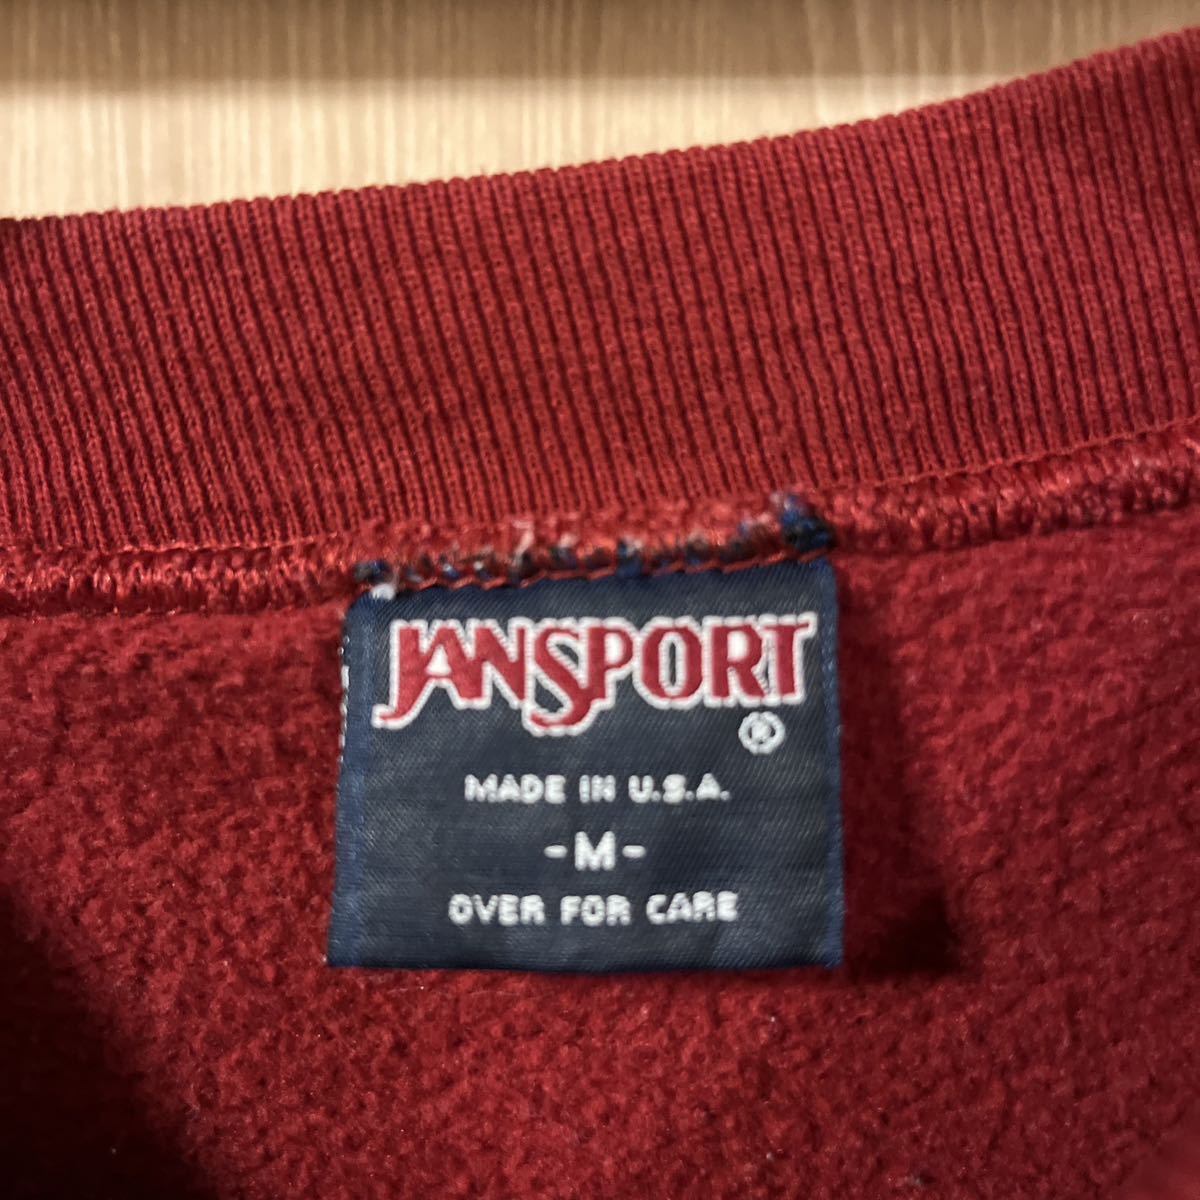 JANSPORT
®
MADE IN U.S.A.
-M-
OVER FOR CARE